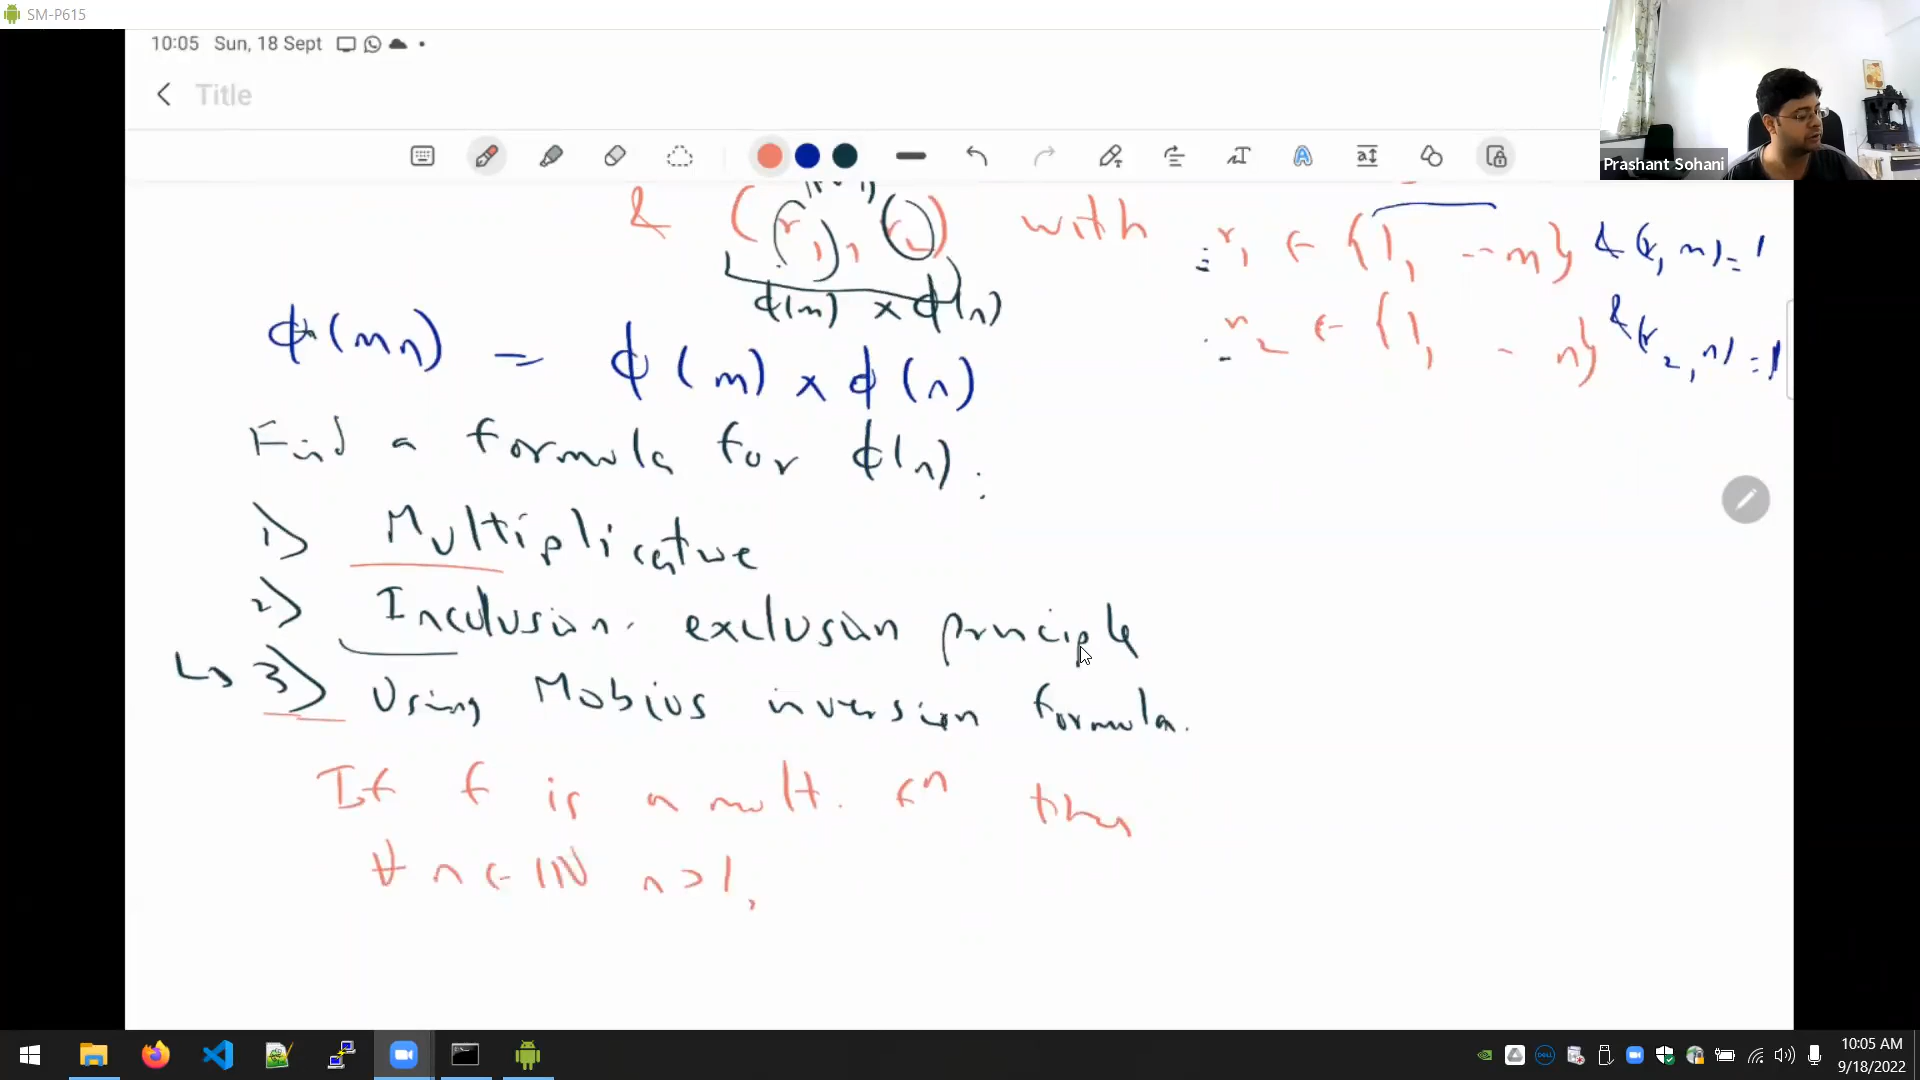 SM-P615
10:05 Sun, 18 Sept
Title
Prashant Sohani
& (r₁, r₂) with r₁ ∈ {1, -- m} & (r₁, m) = 1
ϕ(m) × ϕ(n)
r₂ ∈ {1, - n} & (r₂, n) = 1
ϕ(mn) = ϕ(m) × ϕ(n)
Find a formula for ϕ(n):
1) Multiplicative
2) Inculusion. exclusion principle
↳ 3) Using Mobius inversion formula.
If f is a mult. fⁿ then
∀ n ∈ ℕ n > 1,
10:05 AM
9/18/2022